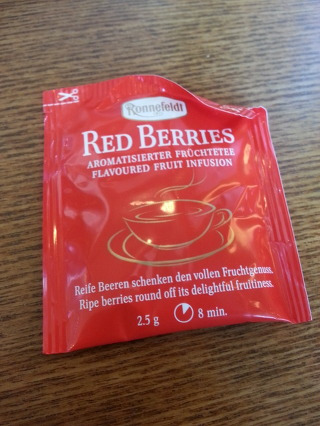 Ronnefeldt
RED BERRIES
AROMATISIERTER FRÜCHTETEE
FLAVOURED FRUIT INFUSION
Reife Beeren schenken den vollen Fruchtgenuss.
Ripe berries round off its delightful fruitiness.
2.5 g 8 min.